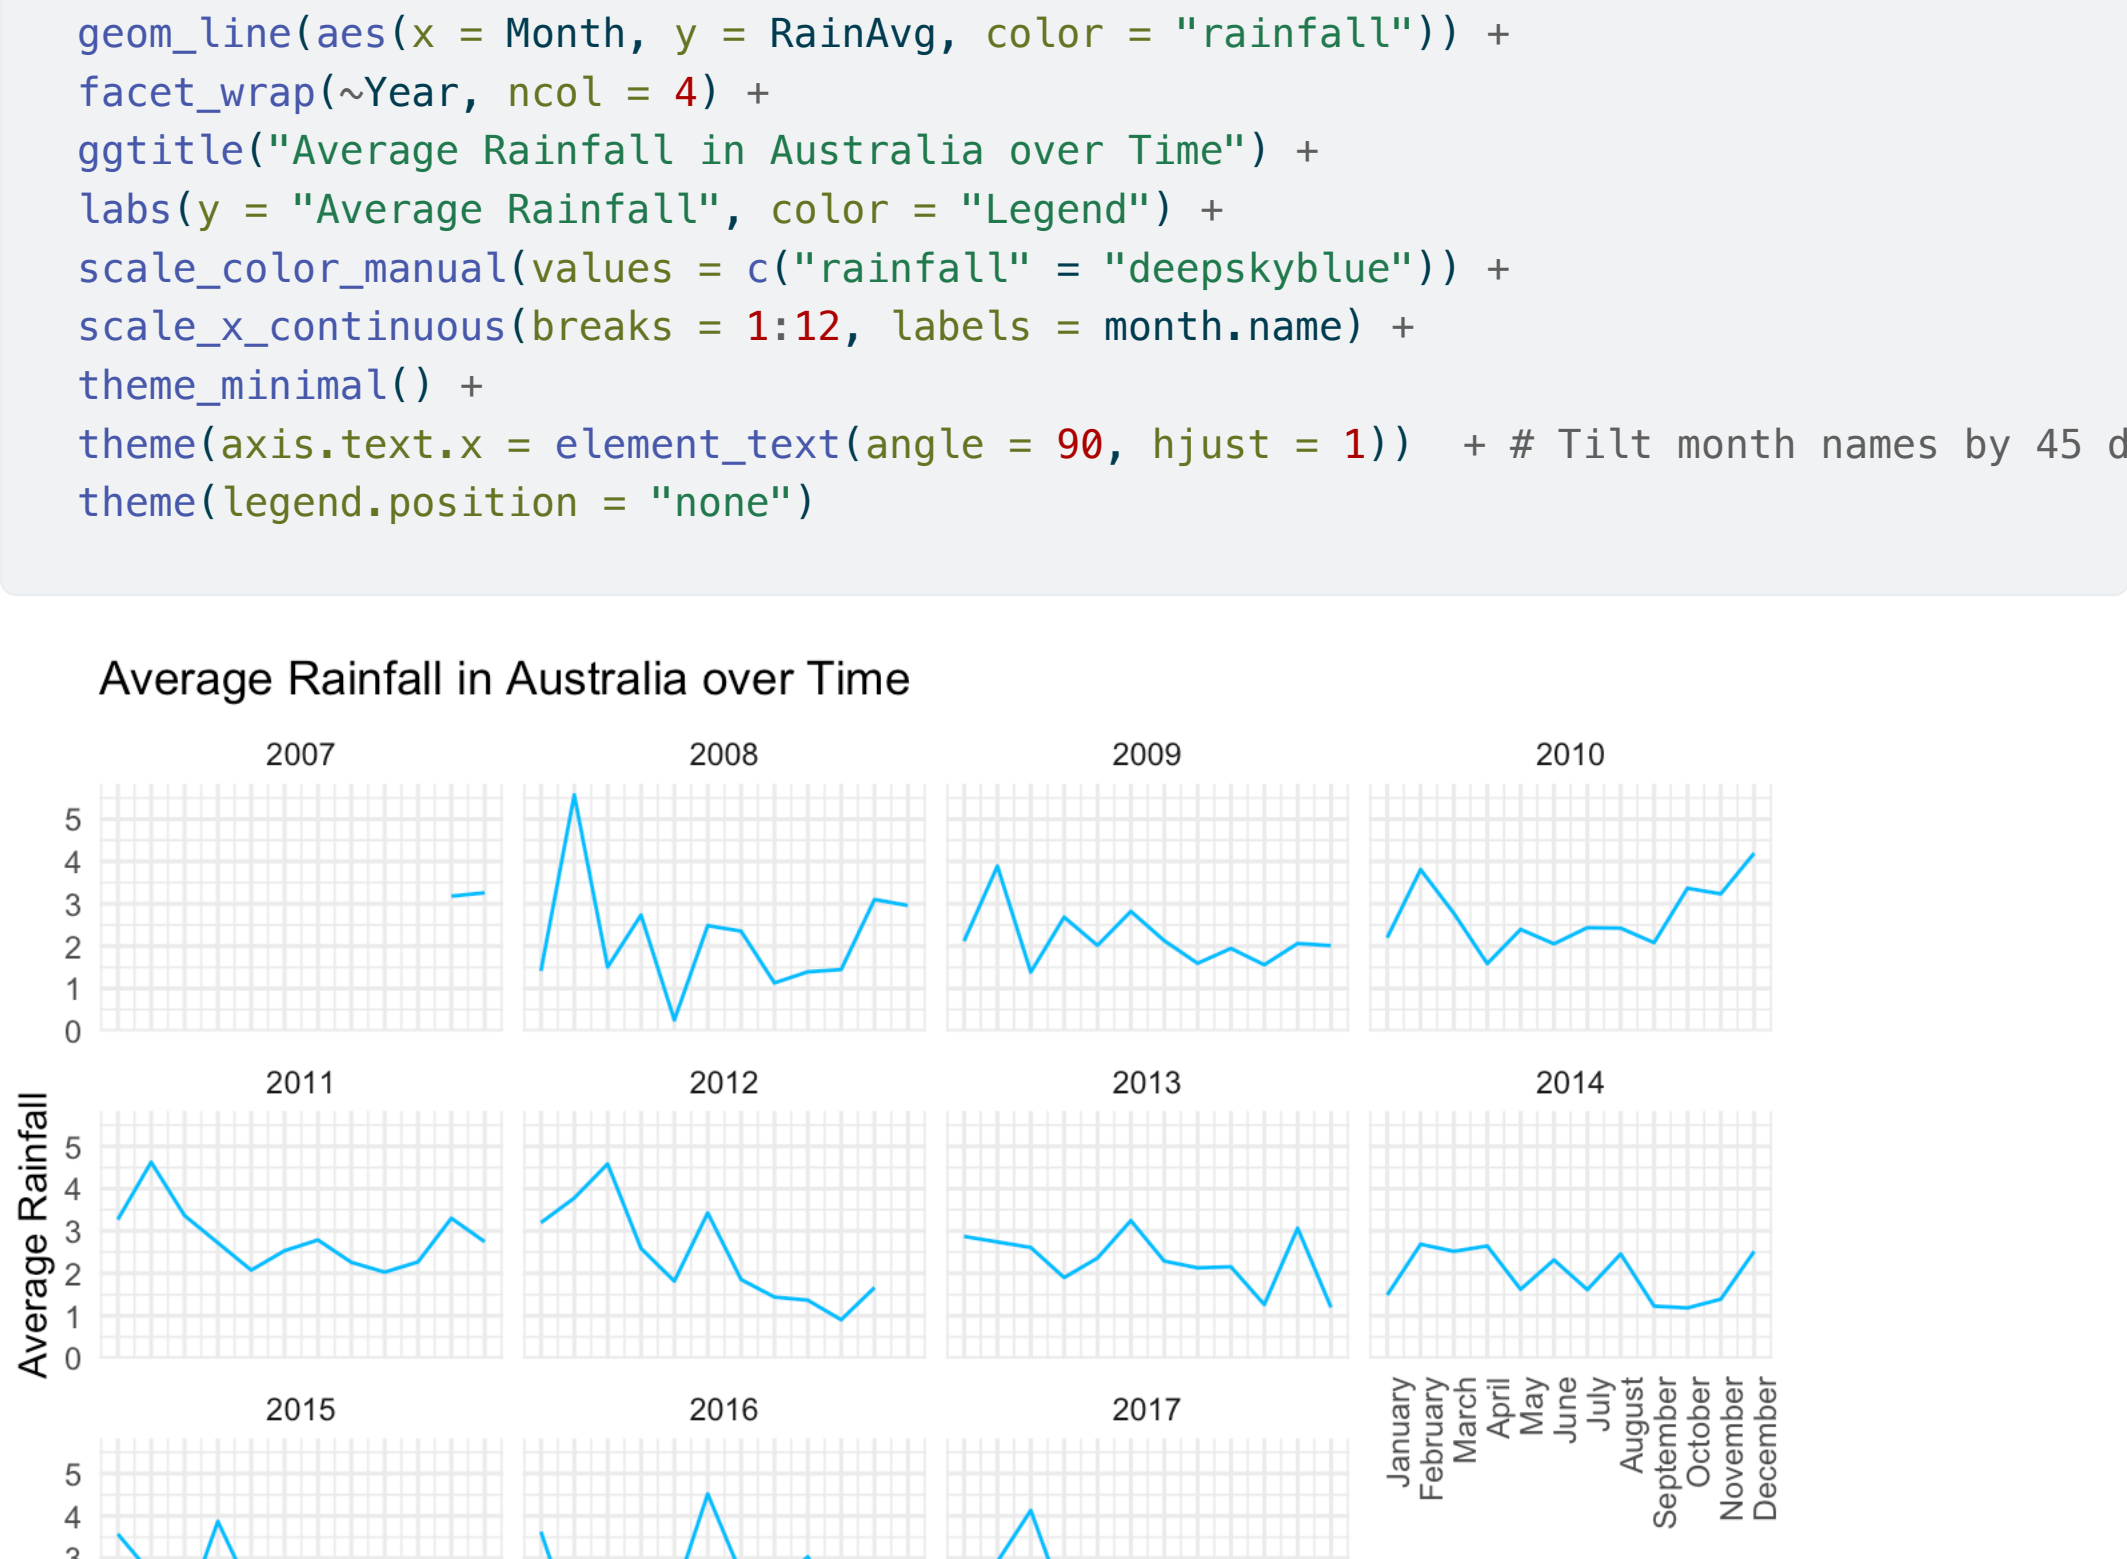 geom_line(aes(x = Month, y = RainAvg, color = "rainfall")) +
facet_wrap(~Year, ncol = 4) +
ggtitle("Average Rainfall in Australia over Time") +
labs(y = "Average Rainfall", color = "Legend") +
scale_color_manual(values = c("rainfall" = "deepskyblue")) +
scale_x_continuous(breaks = 1:12, labels = month.name) +
theme_minimal() +
theme(axis.text.x = element_text(angle = 90, hjust = 1))  + # Tilt month names by 45 d
theme(legend.position = "none")
Average Rainfall in Australia over Time
2007 2008 2009 2010
5
4
3
2
1
0
2011 2012 2013 2014
Average Rainfall
5
4
3
2
1
0
January
February
March
April
May
June
July
August
September
October
November
December
2015 2016 2017
5
4
3